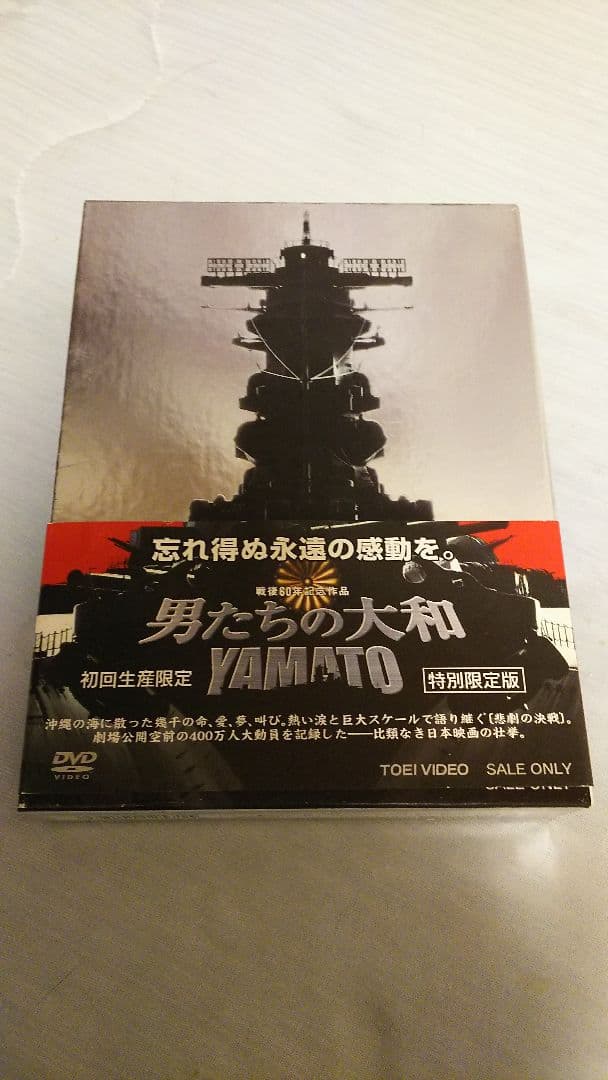 忘れ得ぬ永遠の感動を。
戦後60年記念作品
男たちの大和
YAMATO
初回生産限定
特別限定版
沖縄の海に散った幾千の命、愛、夢、叫び。熱い涙と巨大スケールで語り継ぐ〔悲劇の決戦〕。
劇場公開空前の400万人大動員を記録した——比類なき日本映画の壮挙。
DVD
VIDEO
TOEI VIDEO SALE ONLY
SALE ONLY